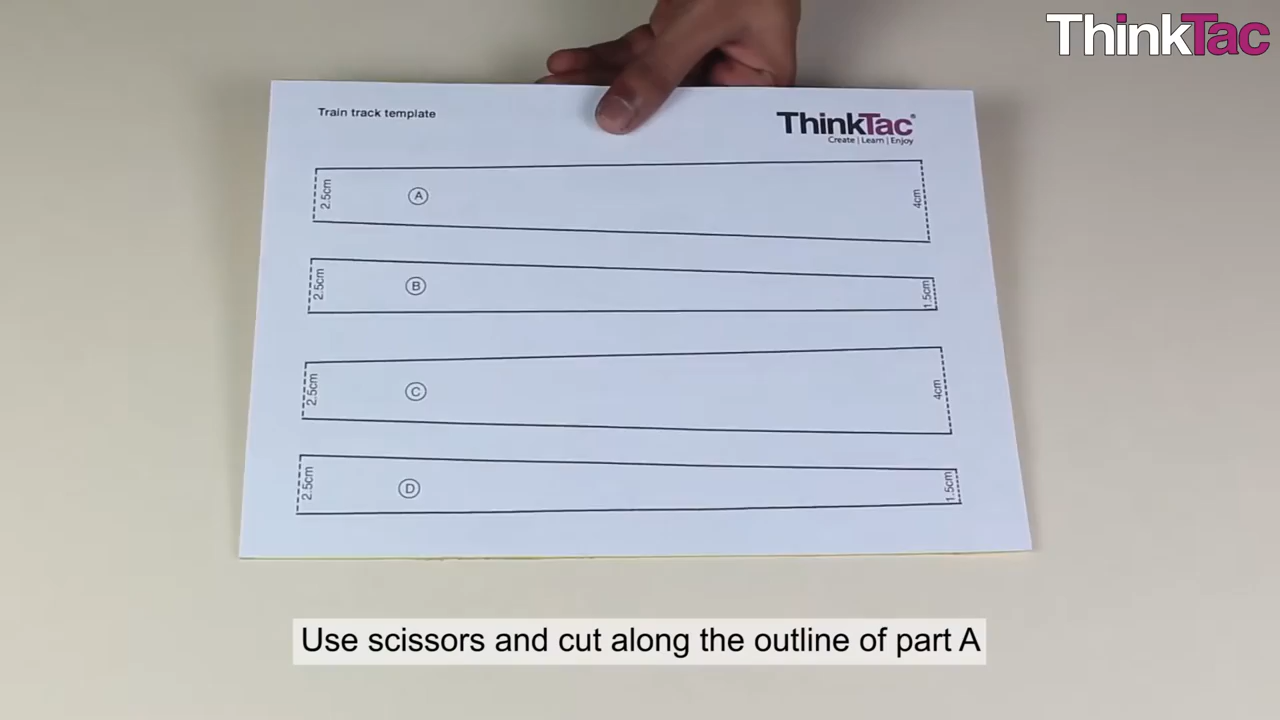 ThinkTac
Train track template
ThinkTac®
Create | Learn | Enjoy
2.5cm
A
4cm
2.5cm
B
1.5cm
2.5cm
C
4cm
2.5cm
D
1.5cm
Use scissors and cut along the outline of part A